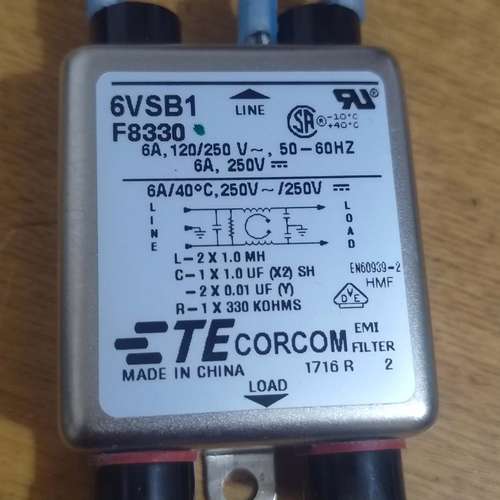 6VSB1
F8330
LINE
-10°C
+40°C
6A, 120/250 V~, 50-60HZ
6A, 250V ⎓
6A/40°C, 250V~/250V ⎓
LINE
LOAD
L-2 X 1.0 MH
C-1 X 1.0 UF (X2) SH
-2 X 0.01 UF (Y)
R-1 X 330 KOHMS
EN60939-2
HMF
DVE
TE CORCOM EMI
FILTER
MADE IN CHINA
1716 R 2
LOAD